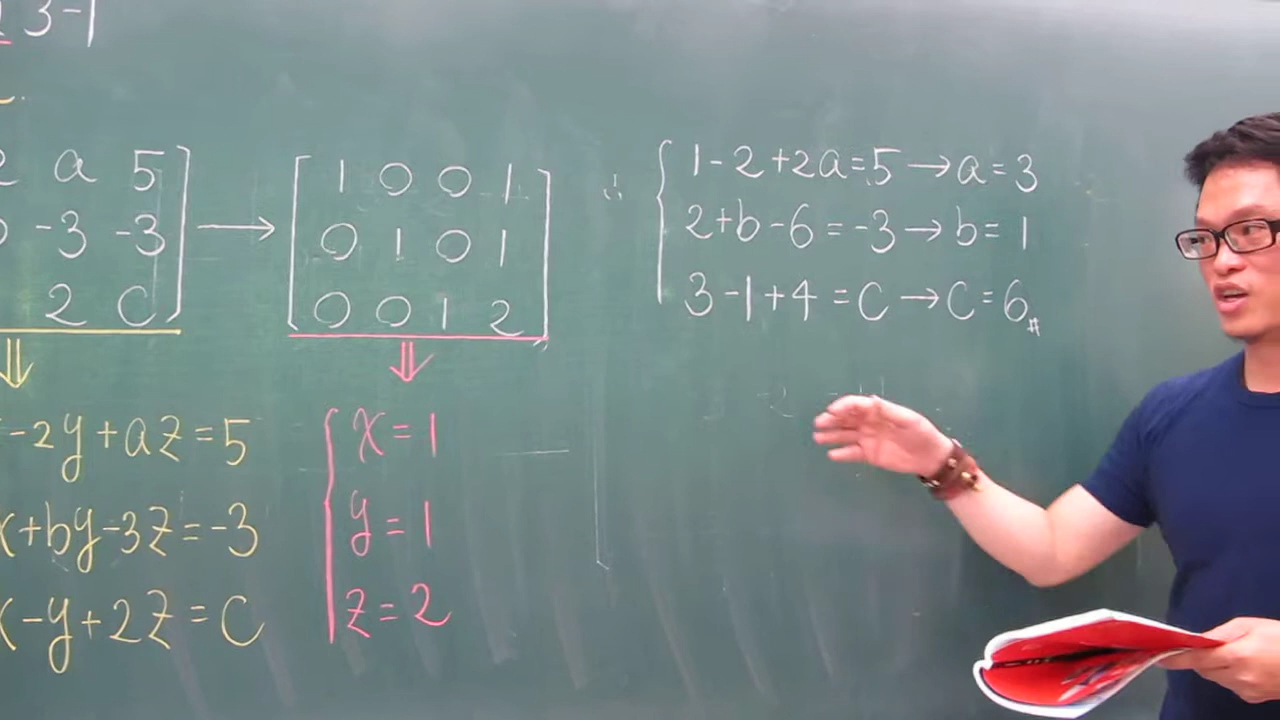 3-1
2 a 5
-3 -3
2 C
→
1 0 0 1
0 1 0 1
0 0 1 2
∴
1-2+2a=5→a=3
2+b-6=-3→b=1
3-1+4=C→C=6#
⇓
-2y+az=5
x+by-3z=-3
x-y+2z=C
⇓
x=1
y=1
z=2